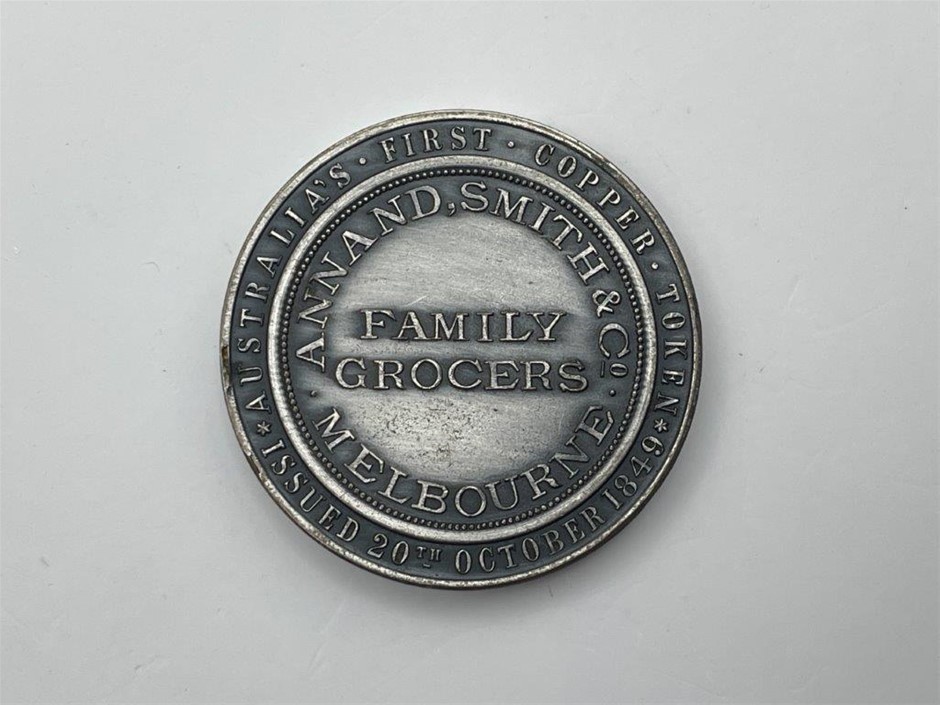 AUSTRALIA'S · FIRST · COPPER · TOKEN
* ISSUED 20TH OCTOBER 1849 *
ANNAND, SMITH & Co
FAMILY
GROCERS
· MELBOURNE ·